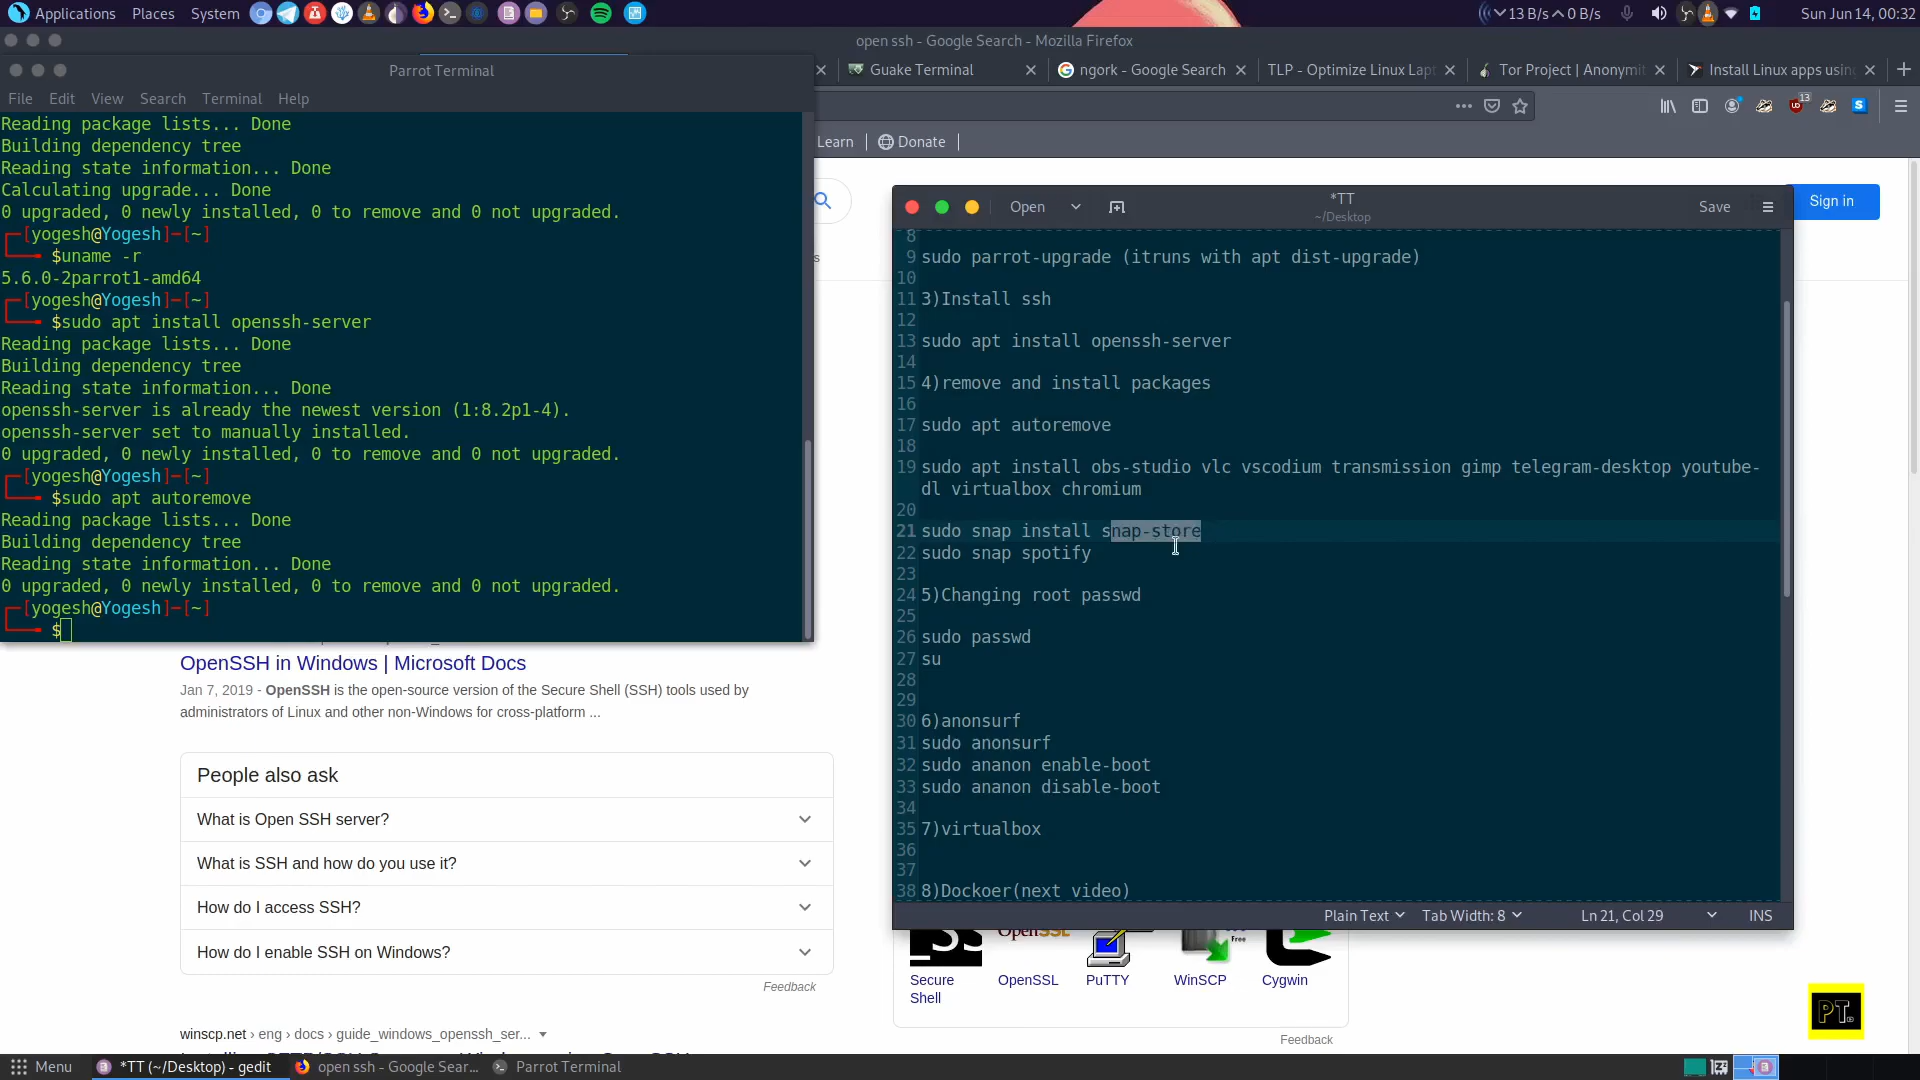 Applications Places System
13 B/s 0 B/s Sun Jun 14, 00:32
open ssh - Google Search - Mozilla Firefox
Guake Terminal
ngork - Google Search
TLP - Optimize Linux Lapt
Tor Project | Anonymit
Install Linux apps using
13
Learn
Donate
Sign in
Parrot Terminal
File Edit View Search Terminal Help
Reading package lists... Done
Building dependency tree
Reading state information... Done
Calculating upgrade... Done
0 upgraded, 0 newly installed, 0 to remove and 0 not upgraded.
[yogesh@Yogesh]-[~]
$uname -r
5.6.0-2parrot1-amd64
[yogesh@Yogesh]-[~]
$sudo apt install openssh-server
Reading package lists... Done
Building dependency tree
Reading state information... Done
openssh-server is already the newest version (1:8.2p1-4).
openssh-server set to manually installed.
0 upgraded, 0 newly installed, 0 to remove and 0 not upgraded.
[yogesh@Yogesh]-[~]
$sudo apt autoremove
Reading package lists... Done
Building dependency tree
Reading state information... Done
0 upgraded, 0 newly installed, 0 to remove and 0 not upgraded.
[yogesh@Yogesh]-[~]
$
OpenSSH in Windows | Microsoft Docs
Jan 7, 2019 - OpenSSH is the open-source version of the Secure Shell (SSH) tools used by
administrators of Linux and other non-Windows for cross-platform ...
People also ask
What is Open SSH server?
What is SSH and how do you use it?
How do I access SSH?
How do I enable SSH on Windows?
Feedback
winscp.net › eng › docs › guide_windows_openssh_ser...
Open
*TT
~/Desktop
Save
8
9 sudo parrot-upgrade (itruns with apt dist-upgrade)
10
11 3)Install ssh
12
13 sudo apt install openssh-server
14
15 4)remove and install packages
16
17 sudo apt autoremove
18
19 sudo apt install obs-studio vlc vscodium transmission gimp telegram-desktop youtube-
dl virtualbox chromium
20
21 sudo snap install snap-store
22 sudo snap spotify
23
24 5)Changing root passwd
25
26 sudo passwd
27 su
28
29
30 6)anonsurf
31 sudo anonsurf
32 sudo ananon enable-boot
33 sudo ananon disable-boot
34
35 7)virtualbox
36
37
38 8)Dockoer(next video)
Plain Text Tab Width: 8 Ln 21, Col 29 INS
Free
Secure Shell
OpenSSL
PuTTY
WinSCP
Cygwin
Feedback
PT.
Menu
*TT (~/Desktop) - gedit
open ssh - Google Sear...
Parrot Terminal